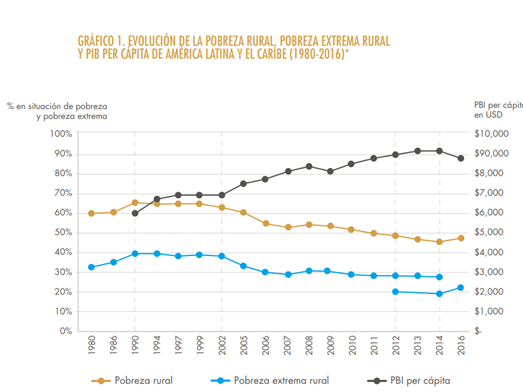 GRÁFICO 1. EVOLUCIÓN DE LA POBREZA RURAL, POBREZA EXTREMA RURAL
Y PIB PER CÁPITA DE AMÉRICA LATINA Y EL CARIBE (1980-2016)*
% en situación de pobreza
y pobreza extrema
PBI per cápita
en USD
100% $10,000
90% $9,000
80% $8,000
70% $7,000
60% $6,000
50% $5,000
40% $4,000
30% $3,000
20% $2,000
10% $1,000
0% $-
1980 1986 1990 1994 1997 1999 2002 2005 2006 2007 2008 2009 2010 2011 2012 2013 2014 2016
Pobreza rural Pobreza extrema rural PBI per cápita